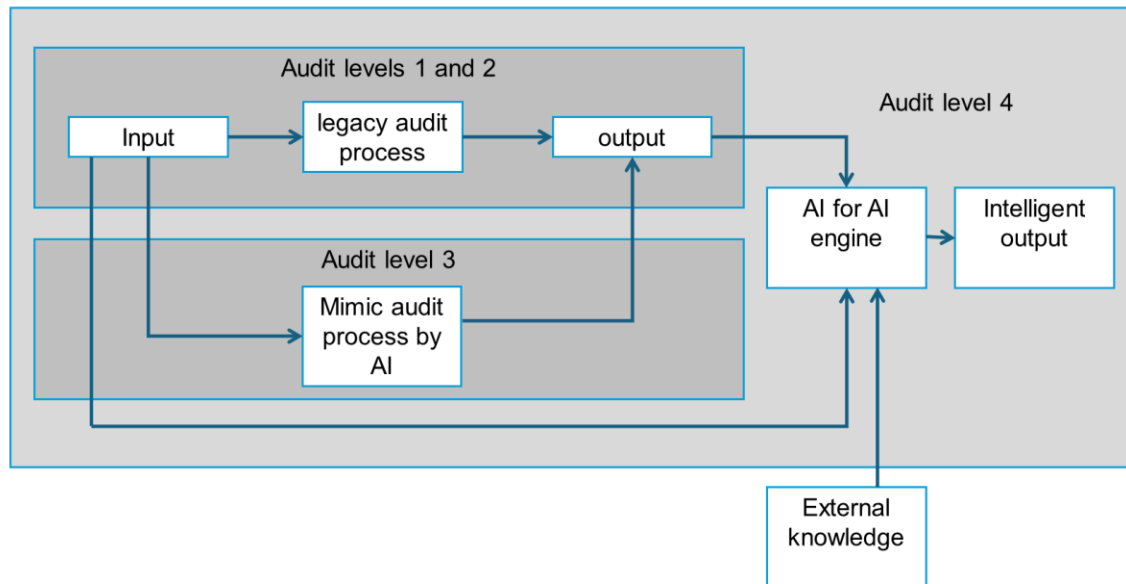 Audit levels 1 and 2
Audit level 4
Input
legacy audit
process
output
AI for AI
engine
Intelligent
output
Audit level 3
Mimic audit
process by
AI
External
knowledge